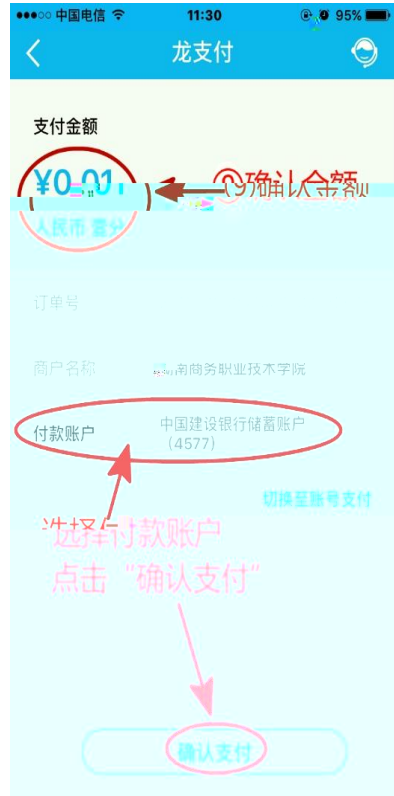 中国电信 11:30 95%
龙支付
支付金额
¥0.01
确认金额
人民币 壹分
订单号
商户名称 南商务职业技术学院
付款账户 中国建设银行储蓄账户
(4577)
切换至账号支付
选择付款账户
点击“确认支付”
确认支付